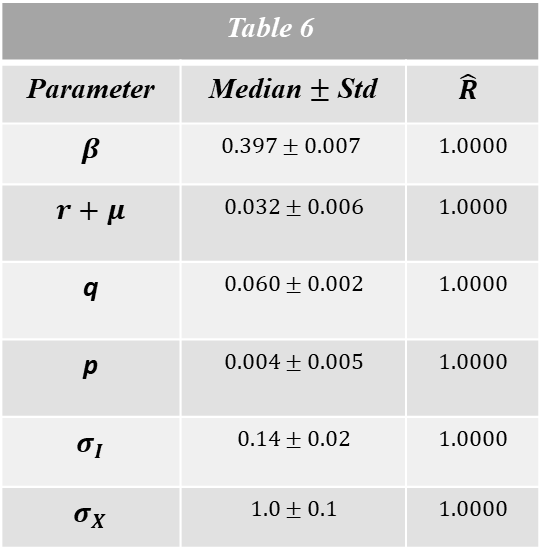 Table 6
Parameter Median ± Std R̂
β 0.397 ± 0.007 1.0000
r + μ 0.032 ± 0.006 1.0000
q 0.060 ± 0.002 1.0000
p 0.004 ± 0.005 1.0000
σ_I 0.14 ± 0.02 1.0000
σ_X 1.0 ± 0.1 1.0000